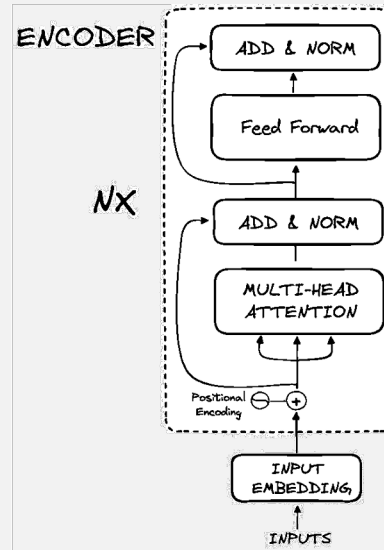 ENCODER
ADD & NORM
Feed Forward
NX
ADD & NORM
MULTI-HEAD
ATTENTION
Positional
Encoding
+
INPUT
EMBEDDING
INPUTS